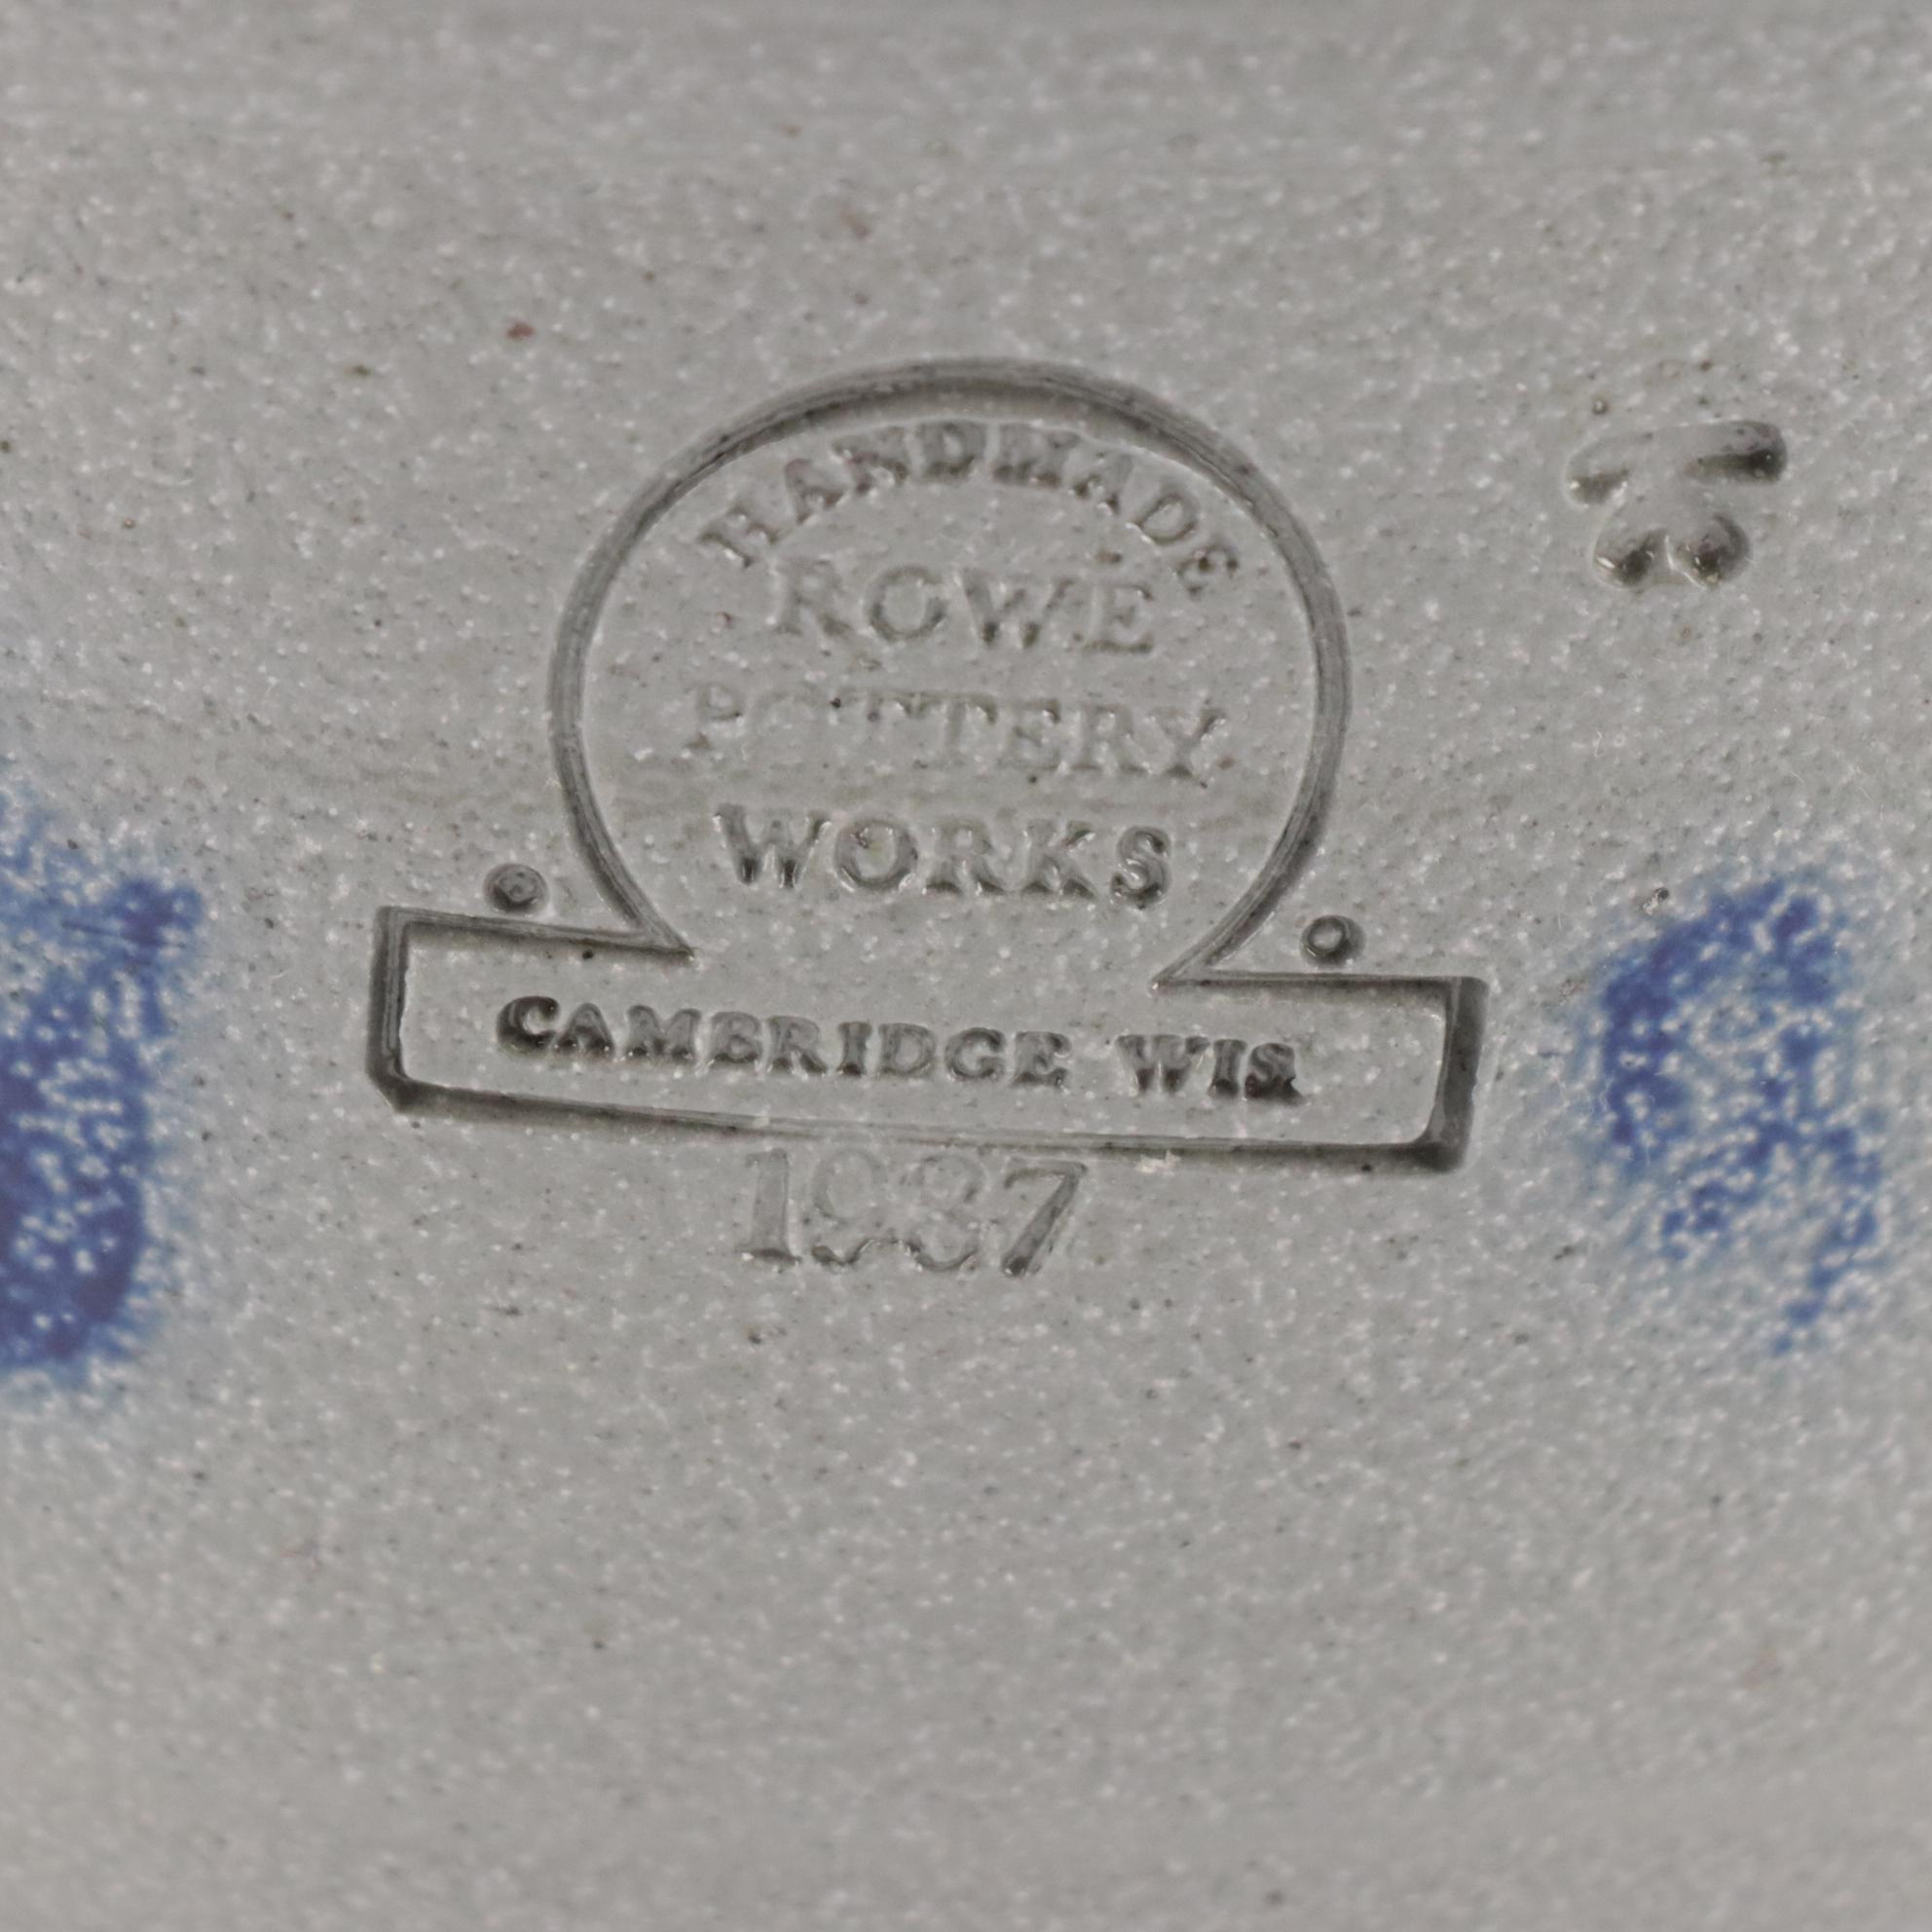 HANDMADE
ROWE
POTTERY
WORKS
CAMBRIDGE WIS.
1987